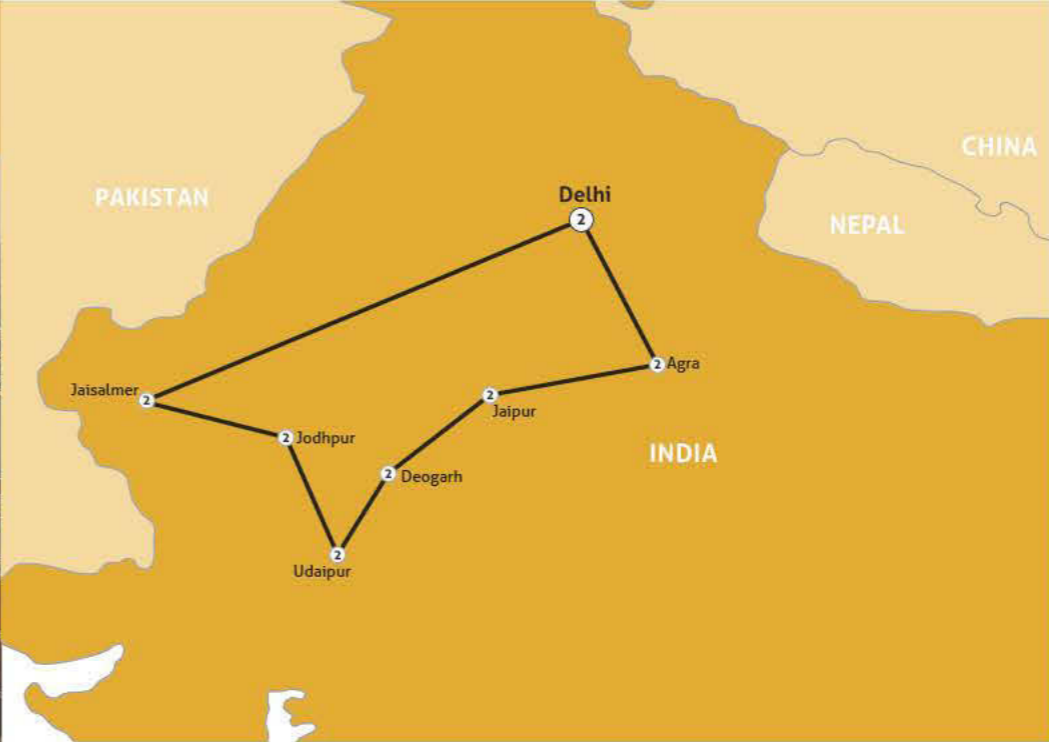 CHINA
PAKISTAN
Delhi
2
NEPAL
2 Agra
Jaisalmer
2
2
Jaipur
2 Jodhpur
INDIA
2
Deogarh
2
Udaipur